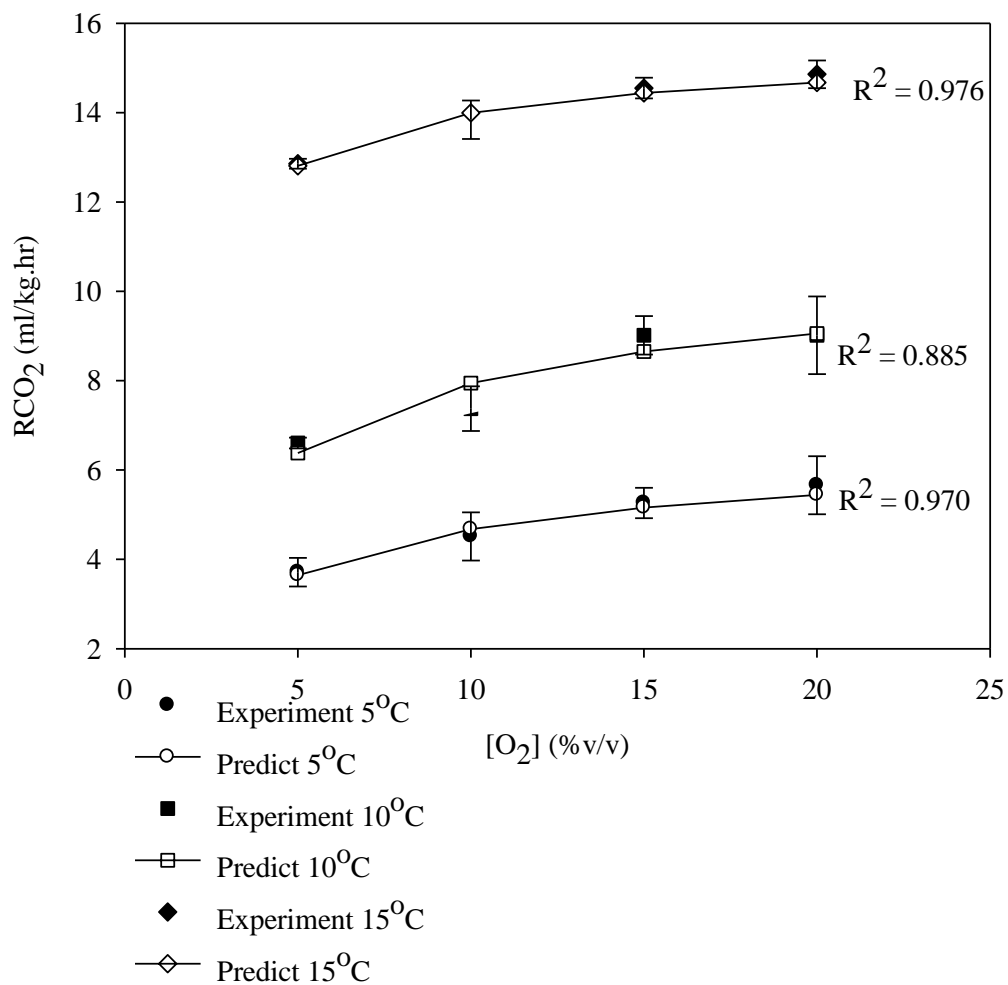 16
14
12
10
8
6
4
2
RCO2 (ml/kg.hr)
R2 = 0.976
R2 = 0.885
R2 = 0.970
0 5 10 15 20 25
[O2] (%v/v)
Experiment 5oC
Predict 5oC
Experiment 10oC
Predict 10oC
Experiment 15oC
Predict 15oC